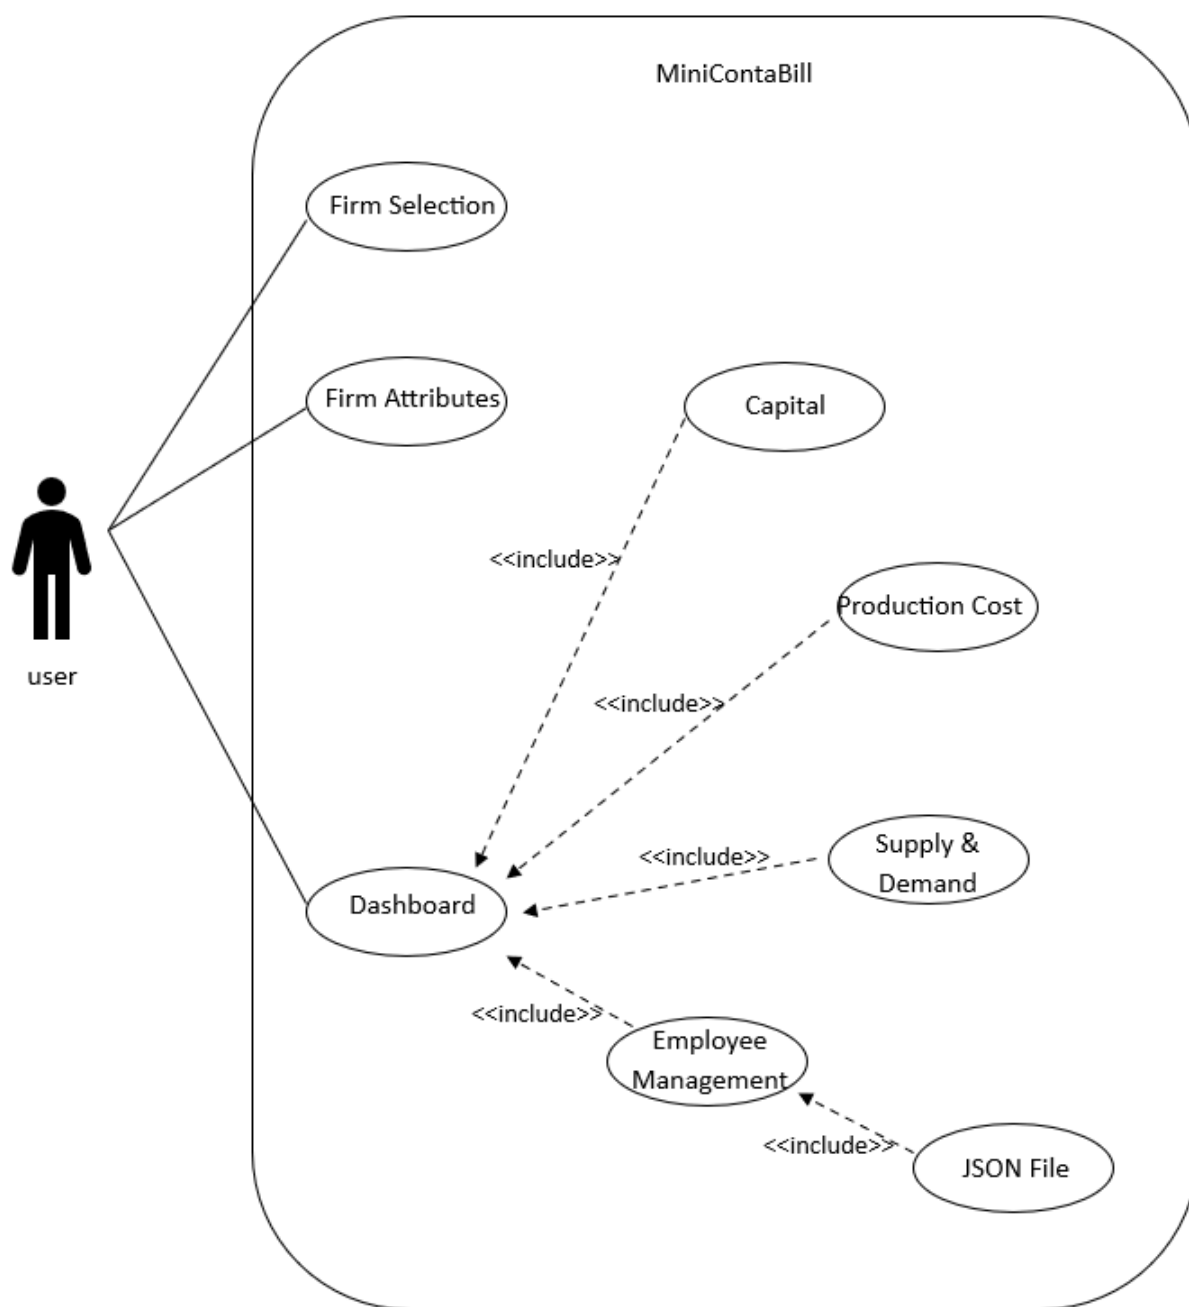 MiniContaBill
Firm Selection
Firm Attributes
Capital
<<include>>
Production Cost
user
<<include>>
Supply &
Demand
<<include>>
Dashboard
<<include>>
Employee
Management
<<include>>
JSON File